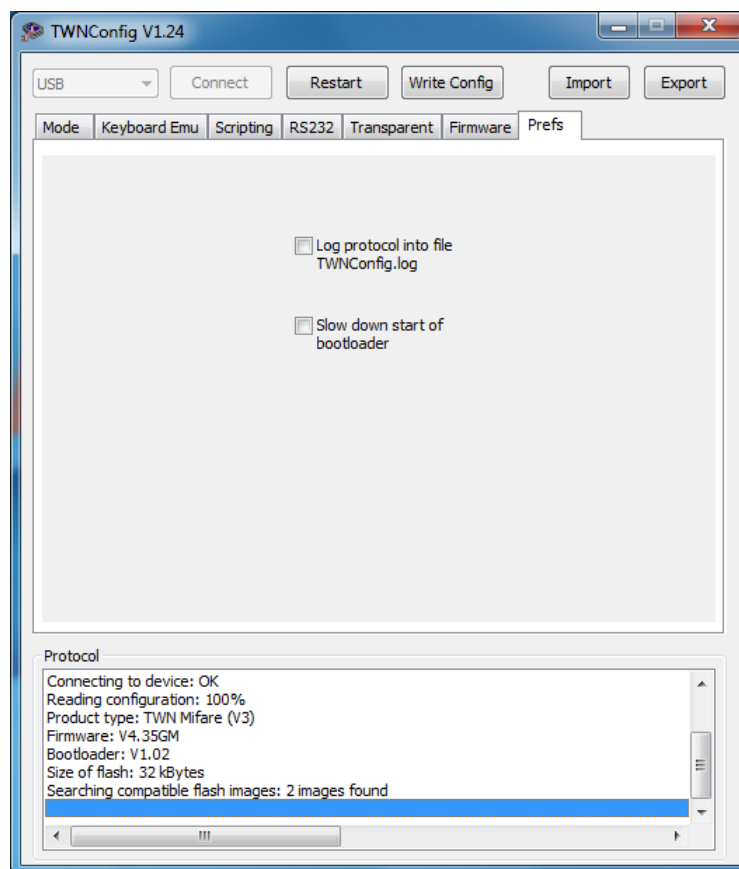 TWNConfig V1.24
USB Connect Restart Write Config Import Export
Mode Keyboard Emu Scripting RS232 Transparent Firmware Prefs
Log protocol into file
TWNConfig.log
Slow down start of
bootloader
Protocol
Connecting to device: OK
Reading configuration: 100%
Product type: TWN Mifare (V3)
Firmware: V4.35GM
Bootloader: V1.02
Size of flash: 32 kBytes
Searching compatible flash images: 2 images found